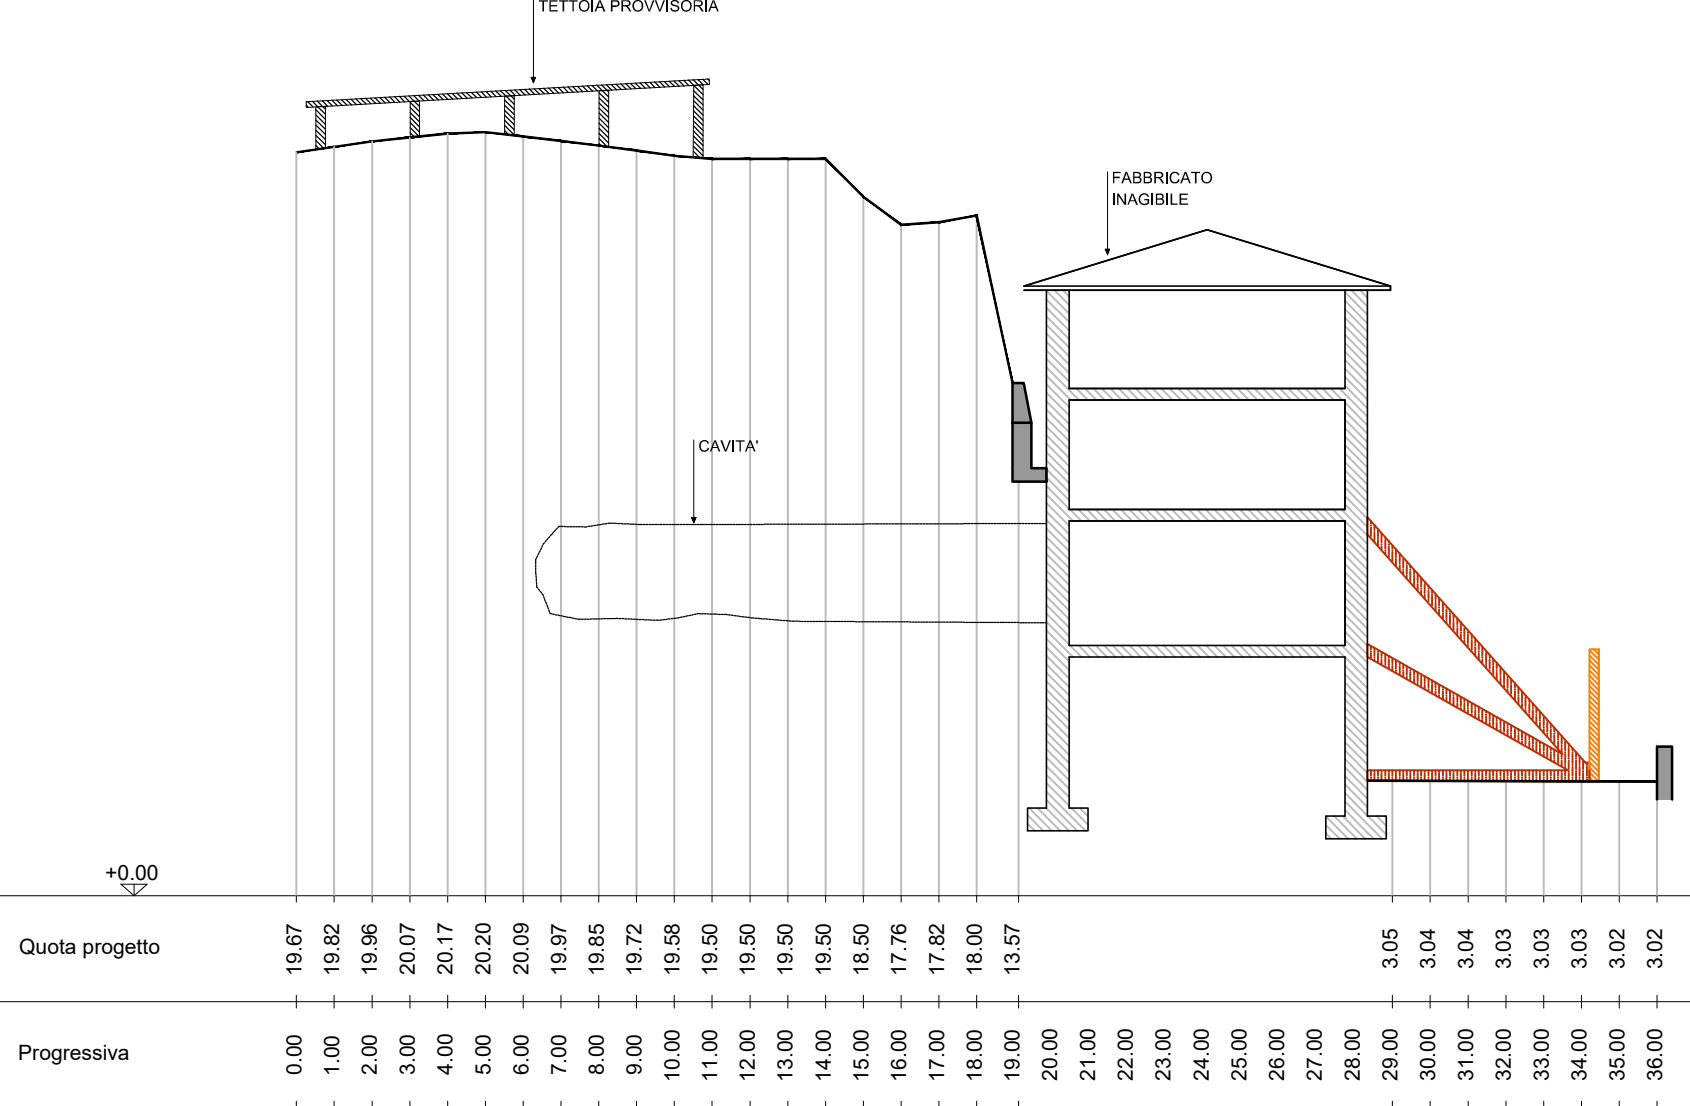 TETTOIA PROVVISORIA
FABBRICATO
INAGIBILE
CAVITA'
+0.00
Quota progetto 19.67 19.82 19.96 20.07 20.17 20.20 20.09 19.97 19.85 19.72 19.58 19.50 19.50 19.50 19.50 18.50 17.76 17.82 18.00 13.57 3.05 3.04 3.04 3.03 3.03 3.03 3.02 3.02
Progressiva 0.00 1.00 2.00 3.00 4.00 5.00 6.00 7.00 8.00 9.00 10.00 11.00 12.00 13.00 14.00 15.00 16.00 17.00 18.00 19.00 20.00 21.00 22.00 23.00 24.00 25.00 26.00 27.00 28.00 29.00 30.00 31.00 32.00 33.00 34.00 35.00 36.00